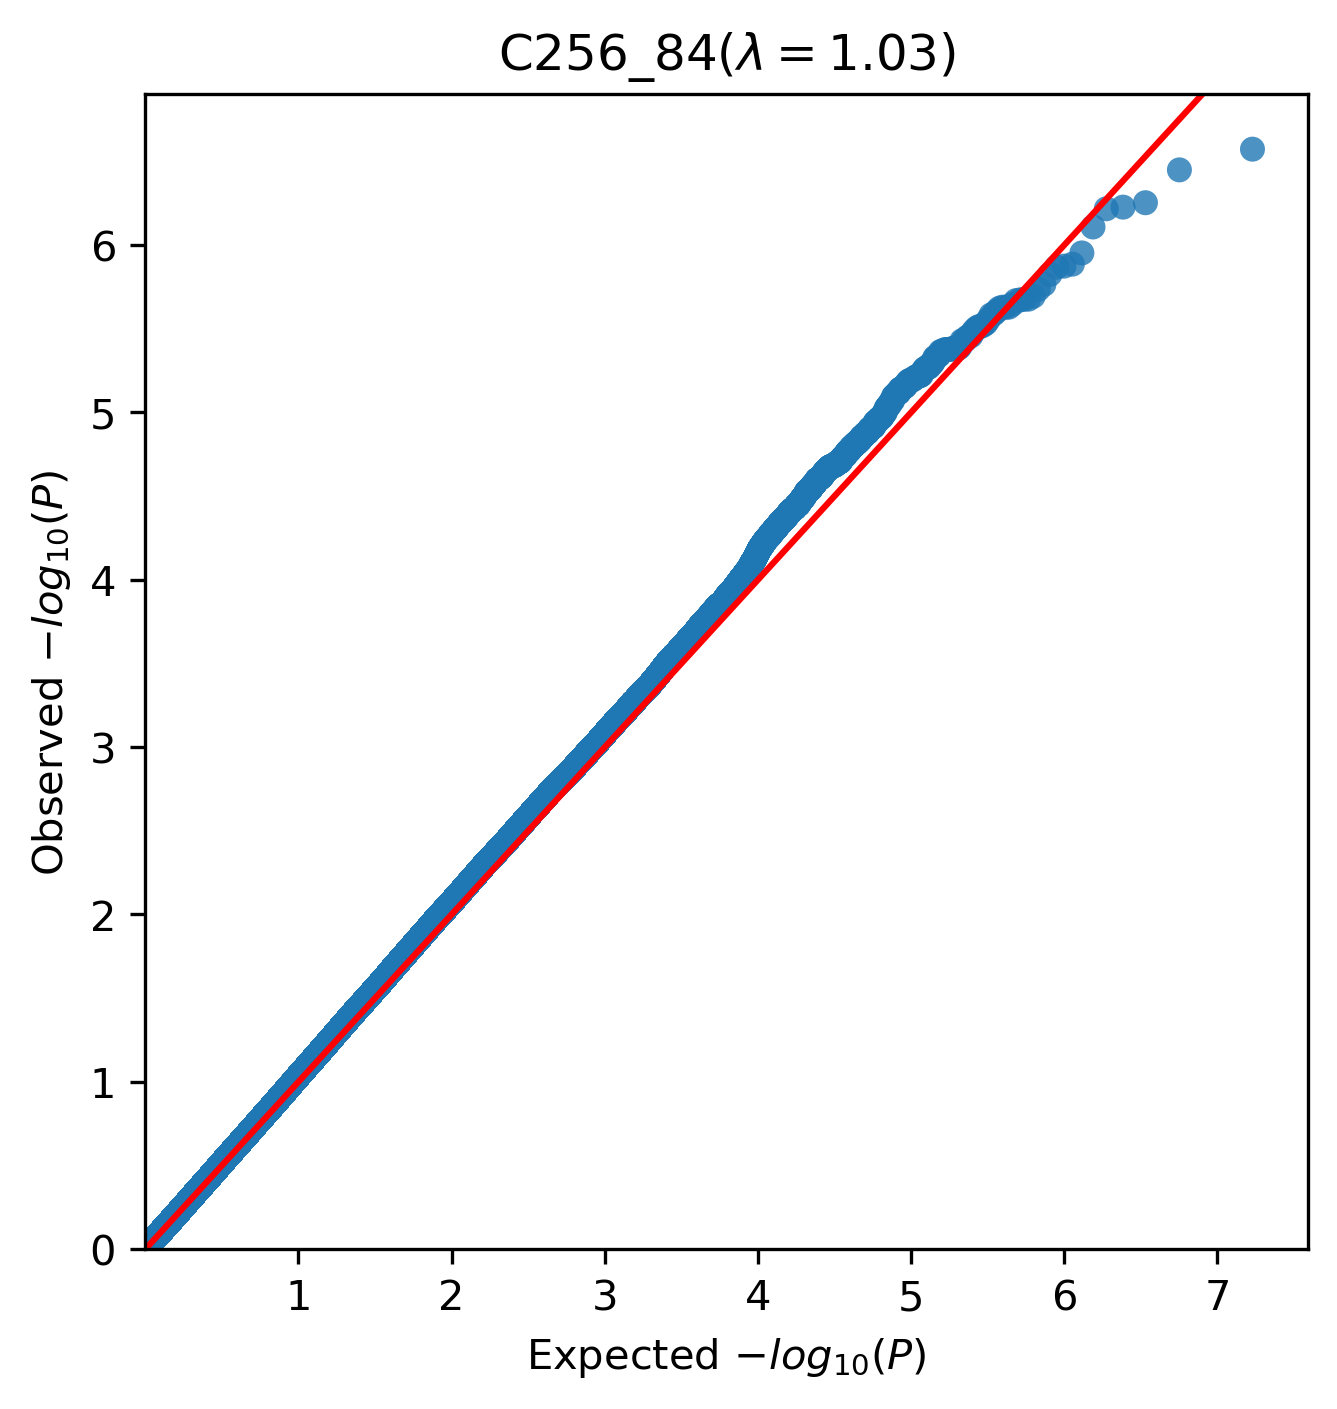 C256_84(λ = 1.03)
Observed −log₁₀(P)
6
5
4
3
2
1
0
1 2 3 4 5 6 7
Expected −log₁₀(P)